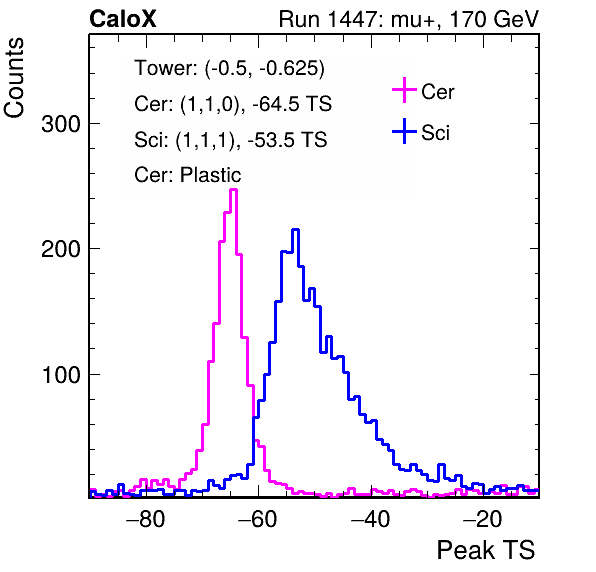 CaloX Run 1447: mu+, 170 GeV
Counts
Tower: (-0.5, -0.625)
Cer: (1,1,0), -64.5 TS
Sci: (1,1,1), -53.5 TS
Cer: Plastic
Cer
Sci
300
200
100
−80 −60 −40 −20
Peak TS